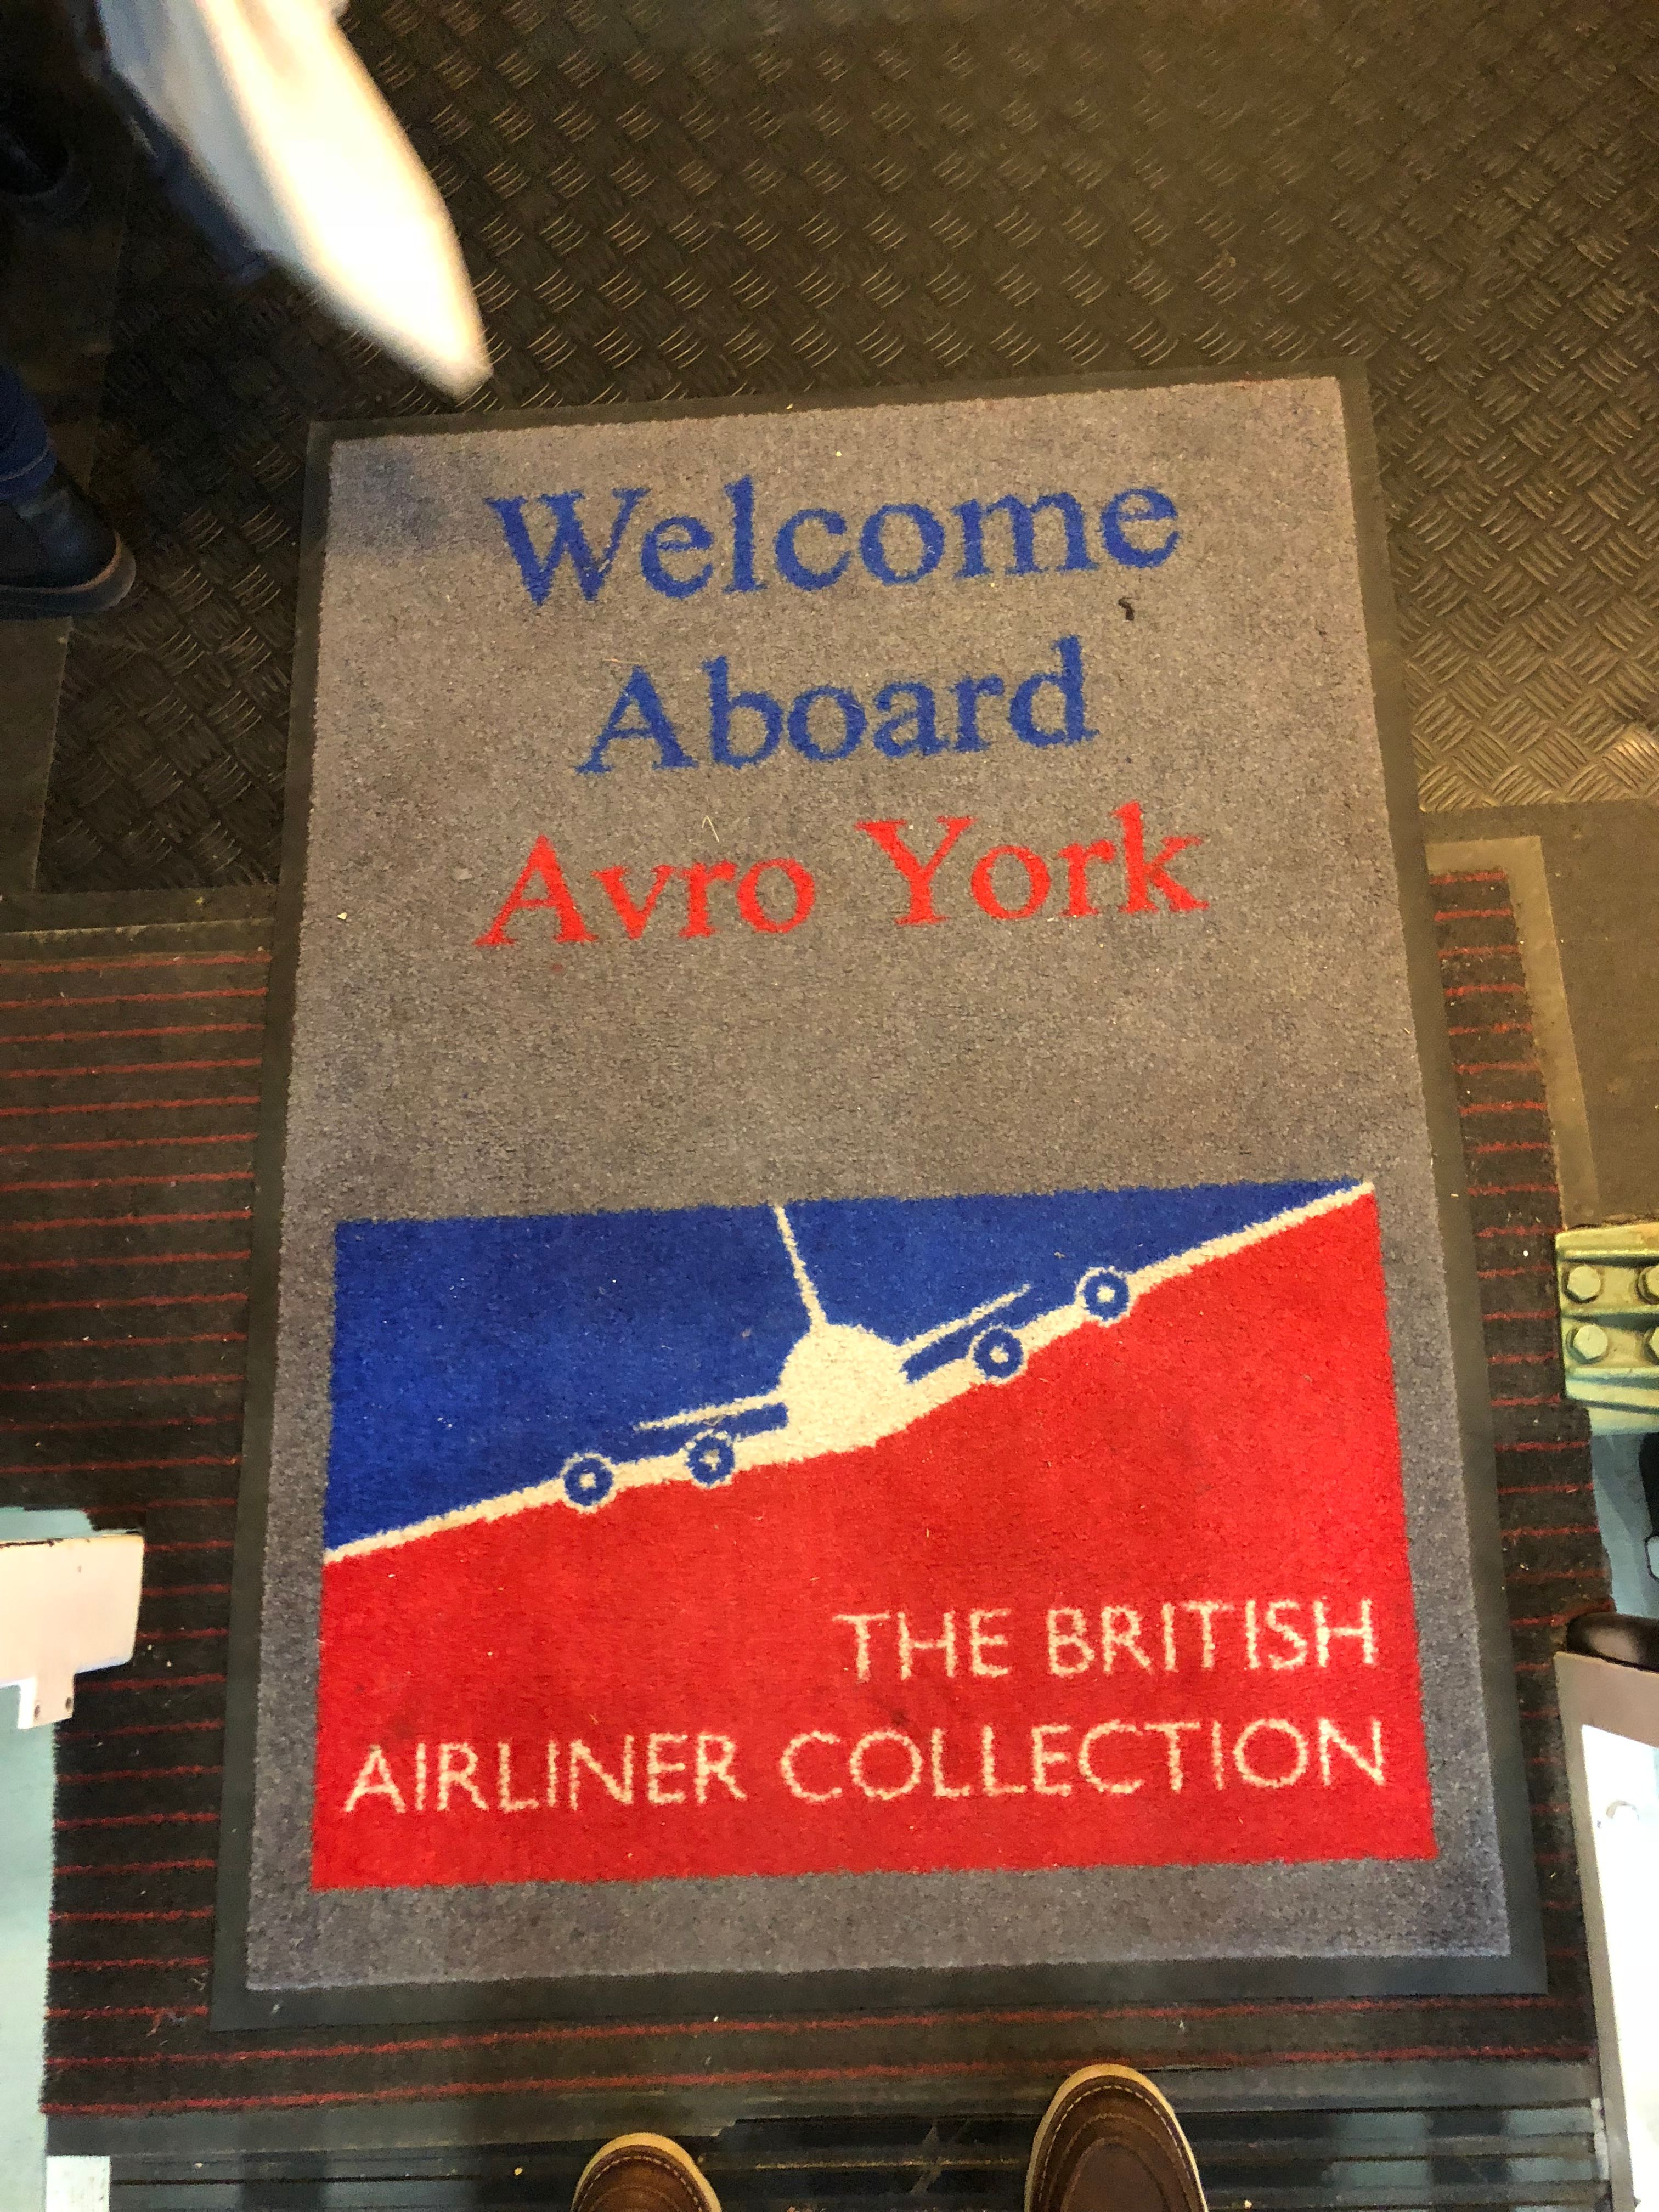 Welcome
Aboard
Avro York
THE BRITISH
AIRLINER COLLECTION